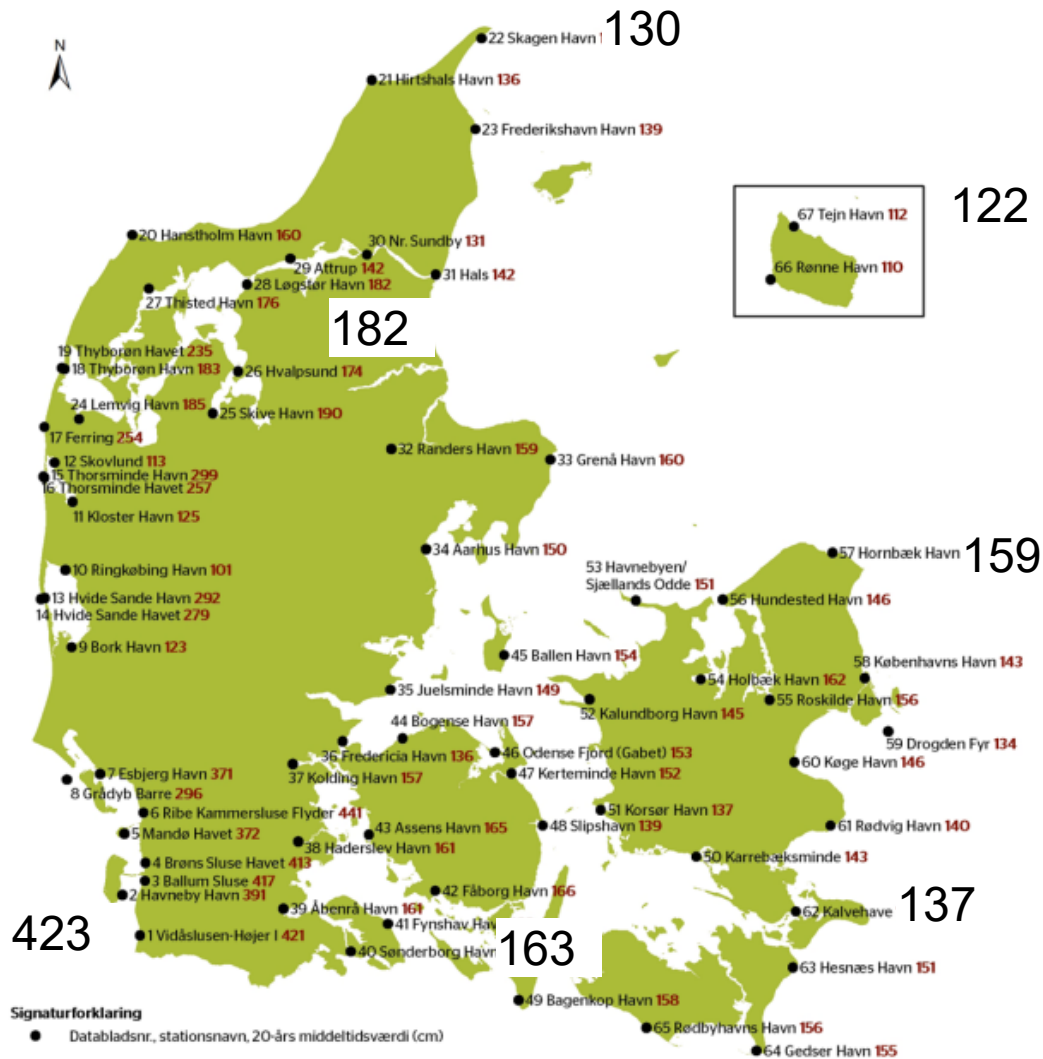 N
22 Skagen Havn 130
21 Hirtshals Havn 136
23 Frederikshavn Havn 139
122
67 Tejn Havn 112
66 Rønne Havn 110
20 Hanstholm Havn 160
30 Nr. Sundby 131
29 Attrup 142
31 Hals 142
28 Løgstør Havn 182
27 Thisted Havn 176
182
19 Thyborøn Havet 235
18 Thyborøn Havn 183
26 Hvalpsund 174
24 Lemvig Havn 185
25 Skive Havn 190
17 Ferring 254
32 Randers Havn 159
33 Grenå Havn 160
12 Skovlund 113
15 Thorsminde Havn 299
16 Thorsminde Havet 257
11 Kloster Havn 125
34 Aarhus Havn 150
57 Hornbæk Havn 159
53 Havnebyen/
Sjællands Odde 151
10 Ringkøbing Havn 101
13 Hvide Sande Havn 292
56 Hundested Havn 146
14 Hvide Sande Havet 279
9 Bork Havn 123
45 Ballen Havn 154
58 Københavns Havn 143
54 Holbæk Havn 162
35 Juelsminde Havn 149
55 Roskilde Havn 156
52 Kalundborg Havn 145
44 Bogense Havn 157
59 Drogden Fyr 134
36 Fredericia Havn 136
46 Odense Fjord (Gabet) 153
60 Køge Havn 146
7 Esbjerg Havn 371
37 Kolding Havn 157
47 Kerteminde Havn 152
8 Grådyb Barre 296
6 Ribe Kammersluse Flyder 441
51 Korsør Havn 137
5 Mandø Havet 372
43 Assens Havn 165
48 Slipshavn 139
61 Rødvig Havn 140
38 Haderslev Havn 161
4 Brøns Sluse Havet 413
50 Karrebæksminde 143
3 Ballum Sluse 417
2 Havneby Havn 391
42 Fåborg Havn 166
39 Åbenrå Havn 161
62 Kalvehave 137
41 Fynshav
423
1 Vidåslusen-Højer I 421
40 Sønderborg Havn 163
63 Hesnæs Havn 151
49 Bagenkop Havn 158
65 Rødbyhavns Havn 156
64 Gedser Havn 155
Signaturforklaring
Databladsnr., stationsnavn, 20-års middeltidsværdi (cm)